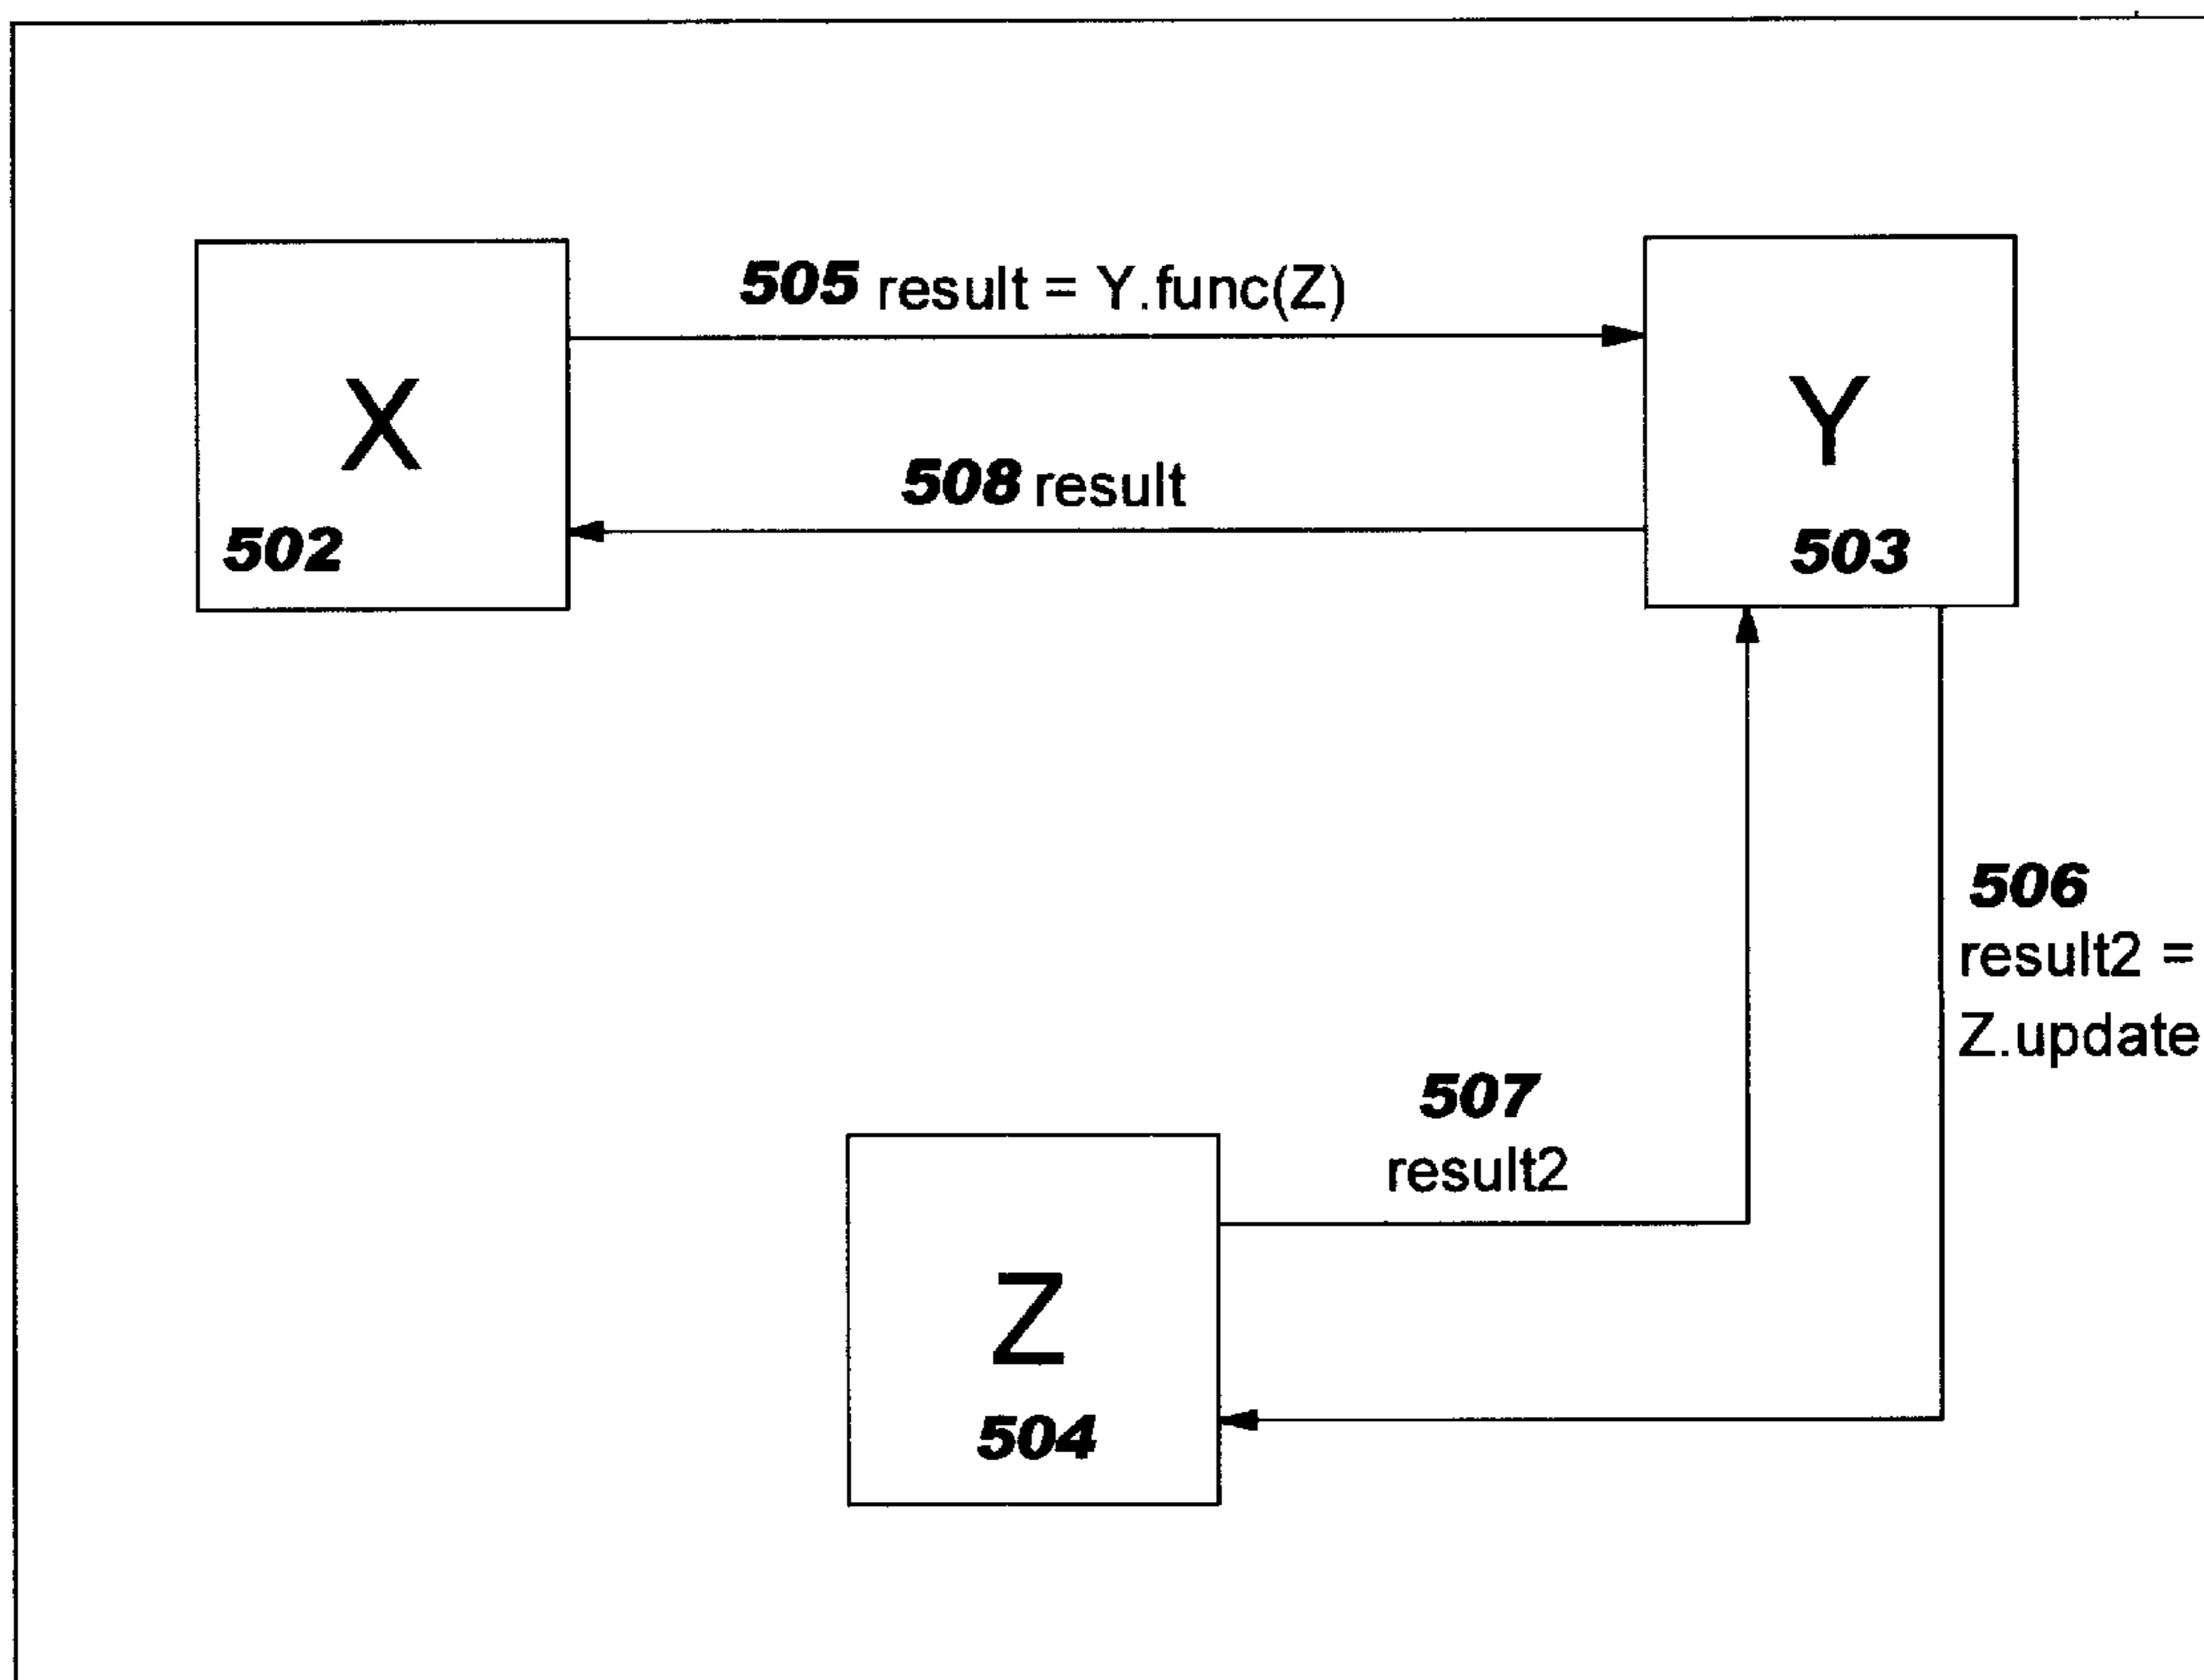 505 result = Y.func(Z)
X
Y
508 result
502
503
506
result2 =
Z.update
507
result2
Z
504